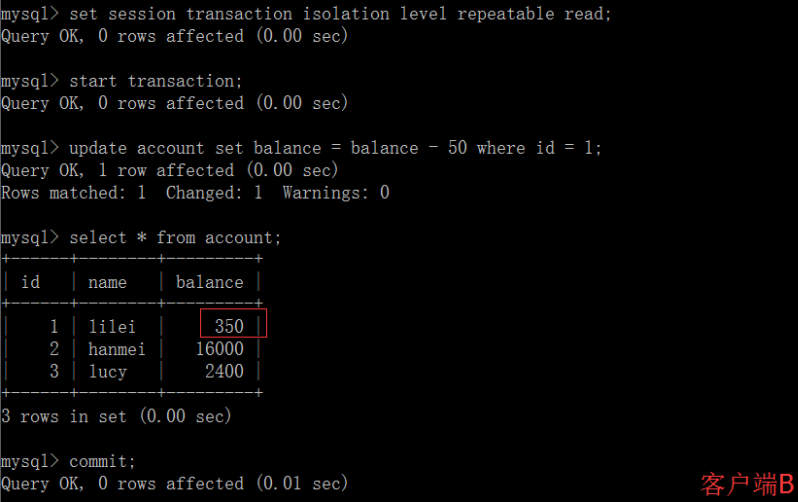 mysql> set session transaction isolation level repeatable read;
Query OK, 0 rows affected (0.00 sec)
mysql> start transaction;
Query OK, 0 rows affected (0.00 sec)
mysql> update account set balance = balance - 50 where id = 1;
Query OK, 1 row affected (0.00 sec)
Rows matched: 1  Changed: 1  Warnings: 0
mysql> select * from account;
+------+--------+---------+
| id   | name   | balance |
+------+--------+---------+
|    1 | lilei  |     350 |
|    2 | hanmei |   16000 |
|    3 | lucy   |    2400 |
+------+--------+---------+
3 rows in set (0.00 sec)
mysql> commit;
Query OK, 0 rows affected (0.01 sec)
客户端B